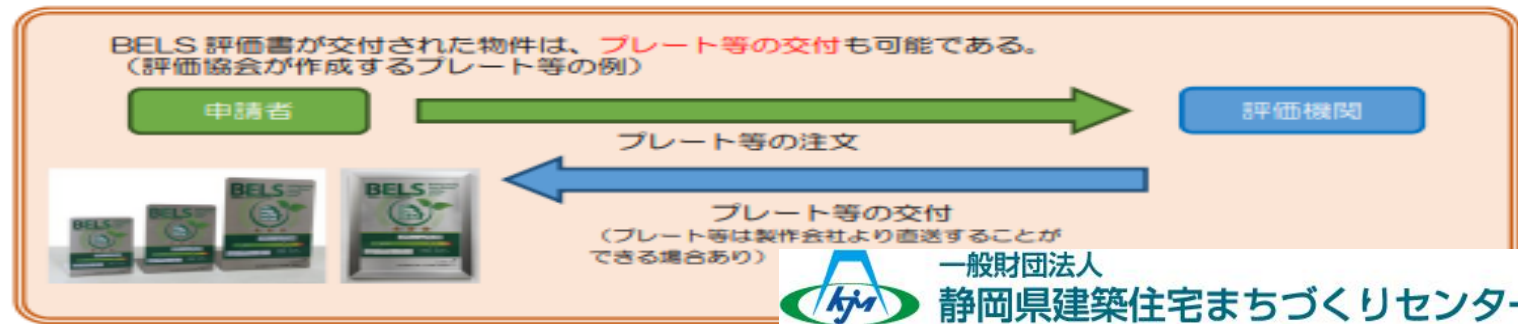 BELS 評価書が交付された物件は、プレート等の交付も可能である。
（評価協会が作成するプレート等の例）
申請者
評価機関
プレート等の注文
BELS
BELS
BELS
BELS
プレート等の交付
（プレート等は製作会社より直送することが
できる場合あり）
kjm
一般財団法人
静岡県建築住宅まちづくりセンター